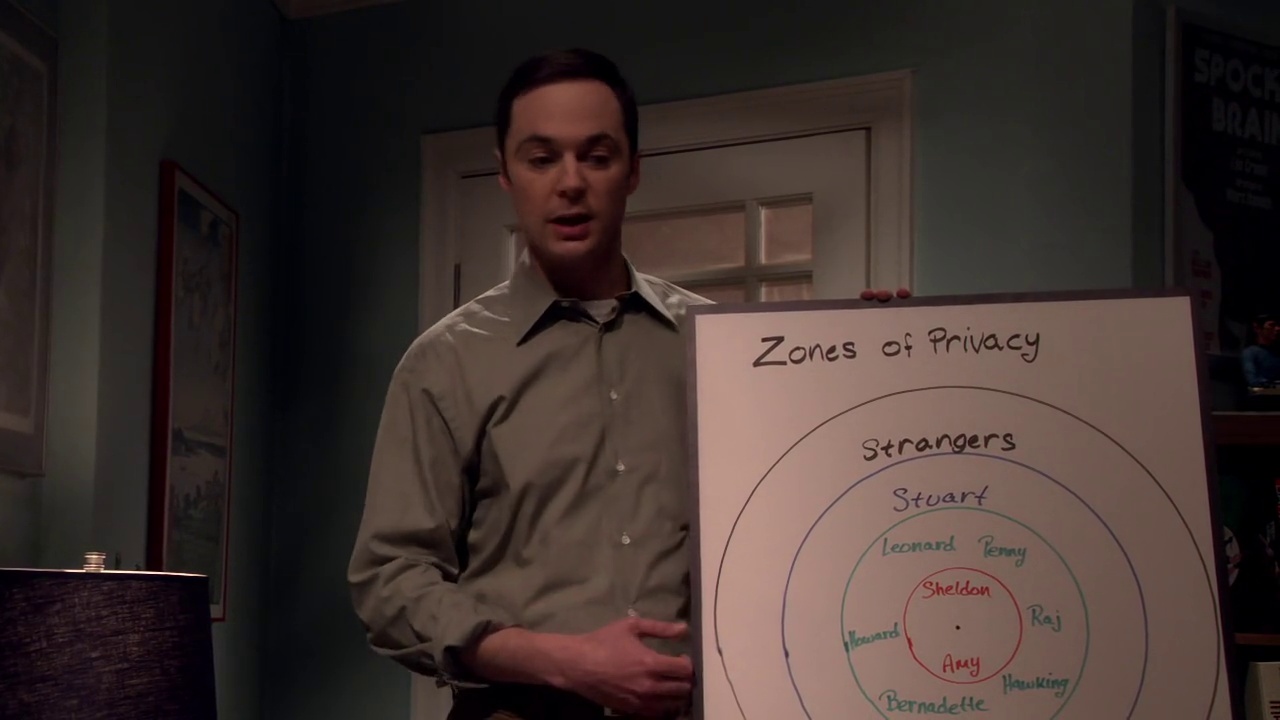 SPOCK
BRAIN
Zones of Privacy
Strangers
Stuart
Leonard Penny
Sheldon
Raj
Howard
Amy
Hawking
Bernadette